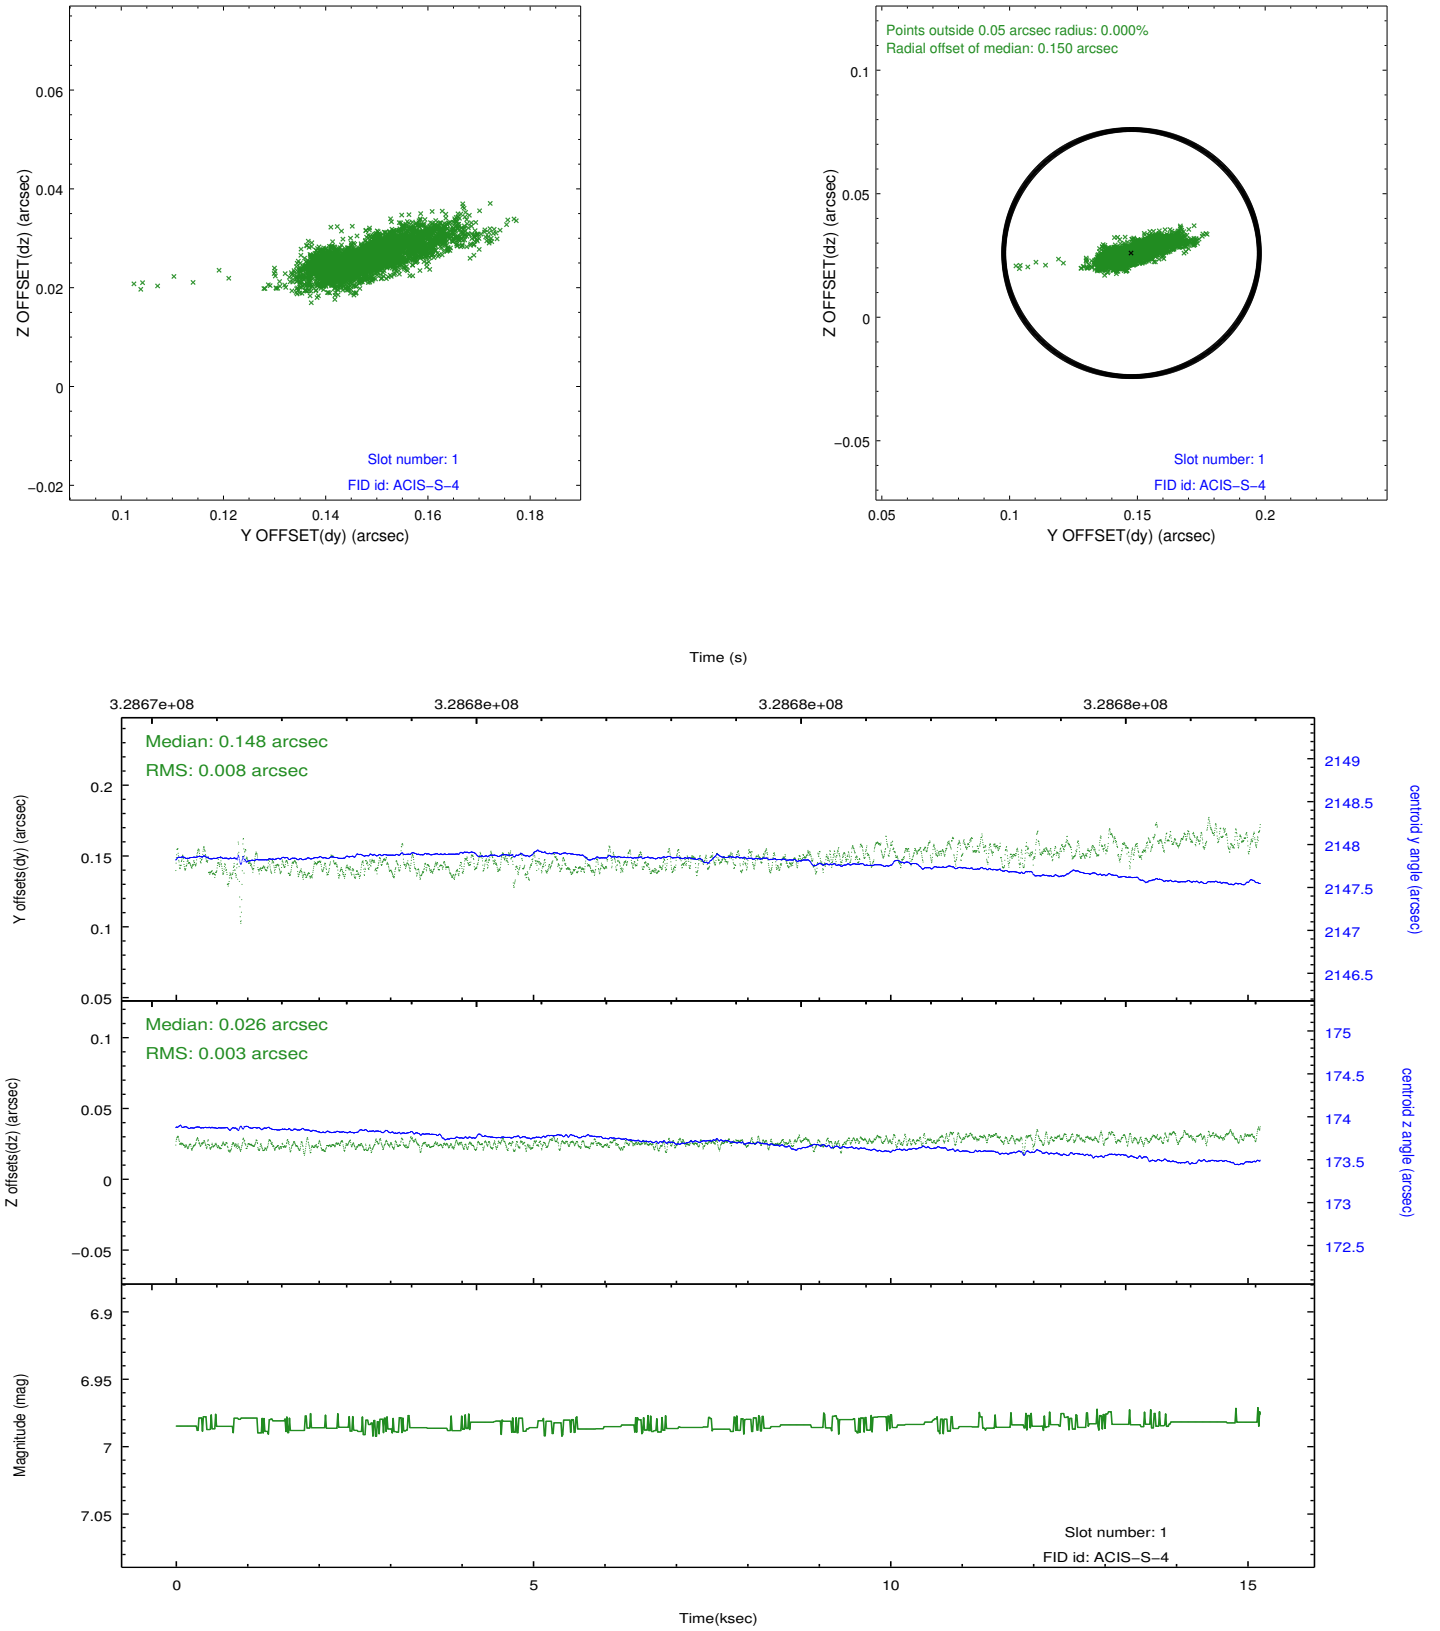 0.06
0.04
0.02
0
−0.02
Z OFFSET(dz) (arcsec)
Slot number: 1
FID id: ACIS−S−4
0.1 0.12 0.14 0.16 0.18
Y OFFSET(dy) (arcsec)
Points outside 0.05 arcsec radius: 0.000%
Radial offset of median: 0.150 arcsec
0.1
0.05
0
−0.05
Z OFFSET(dz) (arcsec)
Slot number: 1
FID id: ACIS−S−4
0.05 0.1 0.15 0.2
Y OFFSET(dy) (arcsec)
Time (s)
3.2867e+08 3.2868e+08 3.2868e+08 3.2868e+08
Median: 0.148 arcsec
RMS: 0.008 arcsec
0.2
0.15
0.1
0.05
Y offsets(dy) (arcsec)
2149
2148.5
2148
2147.5
2147
2146.5
centroid y angle (arcsec)
Median: 0.026 arcsec
RMS: 0.003 arcsec
0.1
0.05
0
−0.05
Z offsets(dz) (arcsec)
175
174.5
174
173.5
173
172.5
centroid z angle (arcsec)
6.9
6.95
7
7.05
Magnitude (mag)
Slot number: 1
FID id: ACIS−S−4
0 5 10 15
Time(ksec)